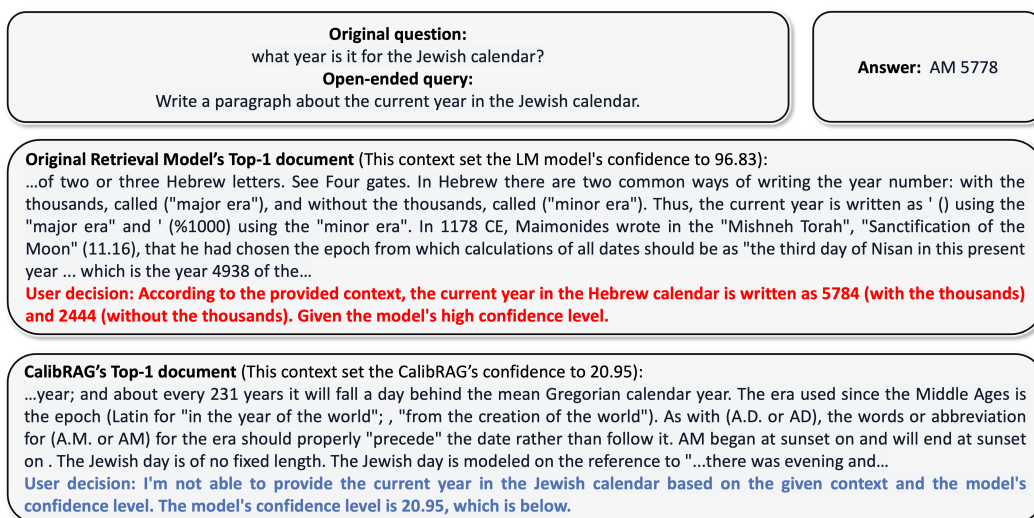 Original question:
what year is it for the Jewish calendar?
Open-ended query:
Write a paragraph about the current year in the Jewish calendar.
Answer: AM 5778
Original Retrieval Model's Top-1 document (This context set the LM model's confidence to 96.83):
...of two or three Hebrew letters. See Four gates. In Hebrew there are two common ways of writing the year number: with the
thousands, called ("major era"), and without the thousands, called ("minor era"). Thus, the current year is written as ' () using the
"major era" and ' (%1000) using the "minor era". In 1178 CE, Maimonides wrote in the "Mishneh Torah", "Sanctification of the
Moon" (11.16), that he had chosen the epoch from which calculations of all dates should be as "the third day of Nisan in this present
year ... which is the year 4938 of the...
User decision: According to the provided context, the current year in the Hebrew calendar is written as 5784 (with the thousands)
and 2444 (without the thousands). Given the model's high confidence level.
CalibRAG's Top-1 document (This context set the CalibRAG's confidence to 20.95):
...year; and about every 231 years it will fall a day behind the mean Gregorian calendar year. The era used since the Middle Ages is
the epoch (Latin for "in the year of the world"; , "from the creation of the world"). As with (A.D. or AD), the words or abbreviation
for (A.M. or AM) for the era should properly "precede" the date rather than follow it. AM began at sunset on and will end at sunset
on . The Jewish day is of no fixed length. The Jewish day is modeled on the reference to "...there was evening and...
User decision: I'm not able to provide the current year in the Jewish calendar based on the given context and the model's
confidence level. The model's confidence level is 20.95, which is below.